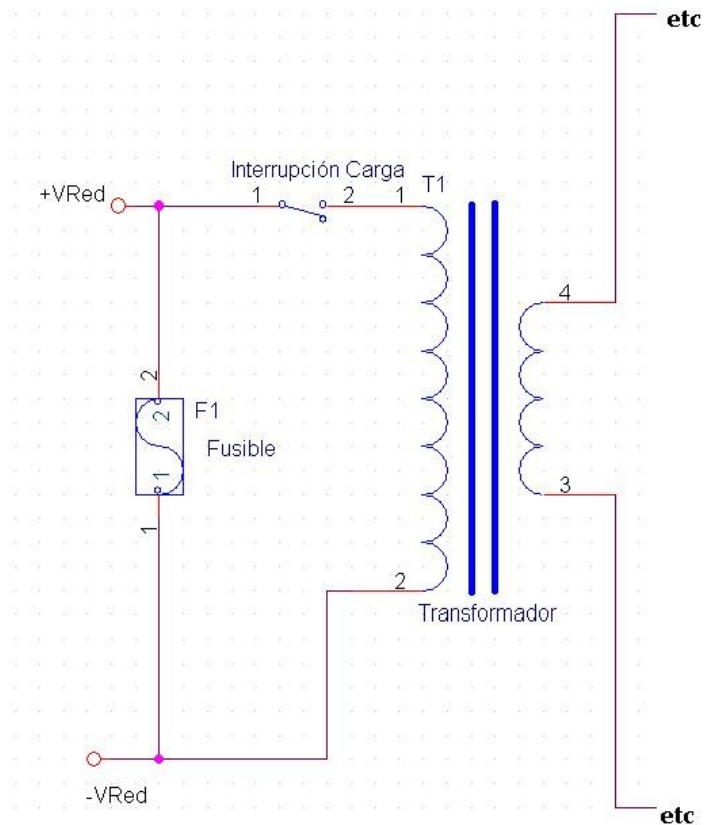 etc
Interrupción Carga
1 2 1 T1
+VRed
4
2
2 F1
Fusible
1
3
1
2
Transformador
-VRed
etc